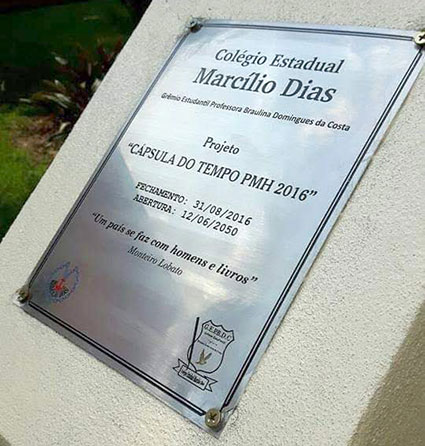 Colégio Estadual
Marcílio Dias
Grêmio Estudantil Professora Braulina Domingues da Costa
Projeto
"CÁPSULA DO TEMPO PMH 2016"
FECHAMENTO: 31/08/2016
ABERTURA: 12/06/2050
"Um país se faz com homens e livros"
Monteiro Lobato
G.E.PR.D.C